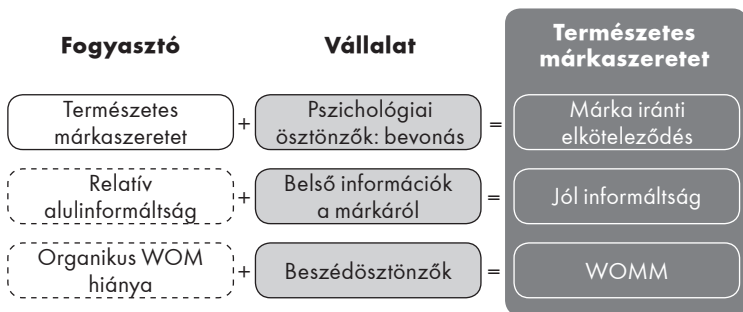 Fogyasztó
Vállalat
Természetes
márkaszeretet
Természetes
márkaszeretet
+
Pszichológiai
ösztönzők: bevonás
=
Márka iránti
elköteleződés
Relatív
alulinformáltság
+
Belső információk
a márkáról
=
Jól informáltság
Organikus WOM
hiánya
+
Beszédösztönzők
=
WOMM